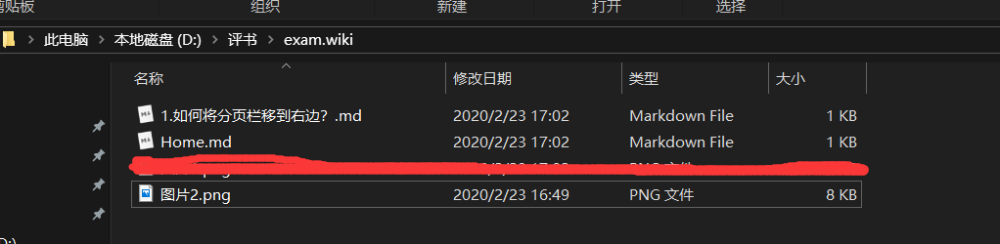 剪贴板 组织 新建 打开 选择
此电脑 > 本地磁盘 (D:) > 评书 > exam.wiki
名称 修改日期 类型 大小
1.如何将分页栏移到右边？.md 2020/2/23 17:02 Markdown File 1 KB
Home.md 2020/2/23 17:02 Markdown File 1 KB
PNG 文件
图片2.png 2020/2/23 16:49 PNG 文件 8 KB
D:)